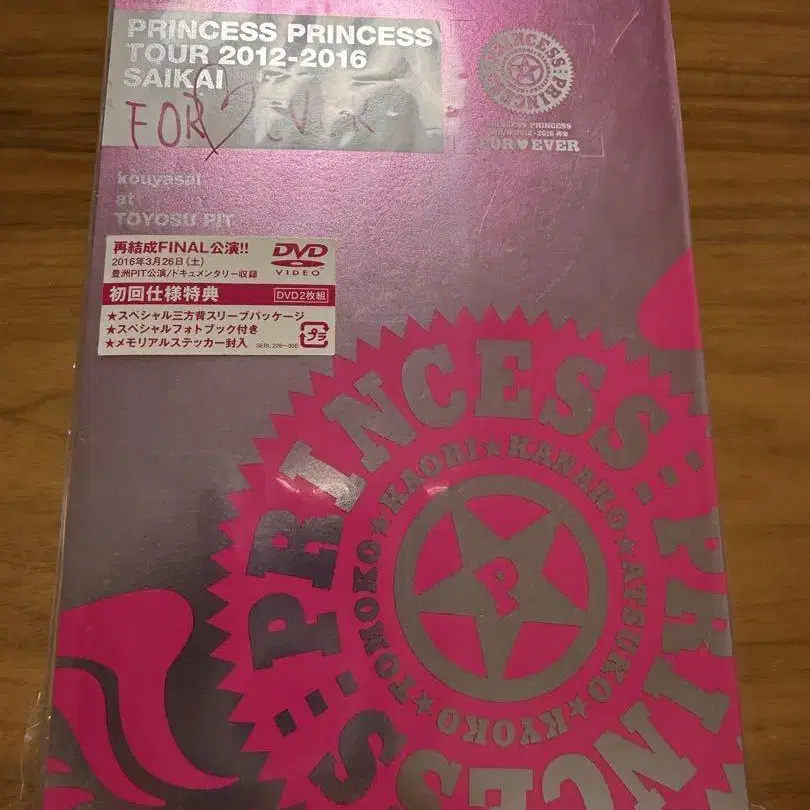 PRINCESS PRINCESS
TOUR 2012-2016
SAIKAI
FOR♡EVER
PRINCESS PRINCESS
PRINCESS PRINCESS
TOUR 2012-2016 再会
FOR♥EVER
kouyasai
at
TOYOSU PIT
再結成FINAL公演!!
2016年3月26日(土)
豊洲PIT公演/ドキュメンタリー収録
DVD
VIDEO
初回仕様特典
DVD2枚組
★スペシャル三方背スリーブパッケージ
★スペシャルフォトブック付き
★メモリアルステッカー封入
プラ
PRINCESS PRINCESS
KAORI★KANAKO★ATSUKO★KYOKO★TOMOKO★
P